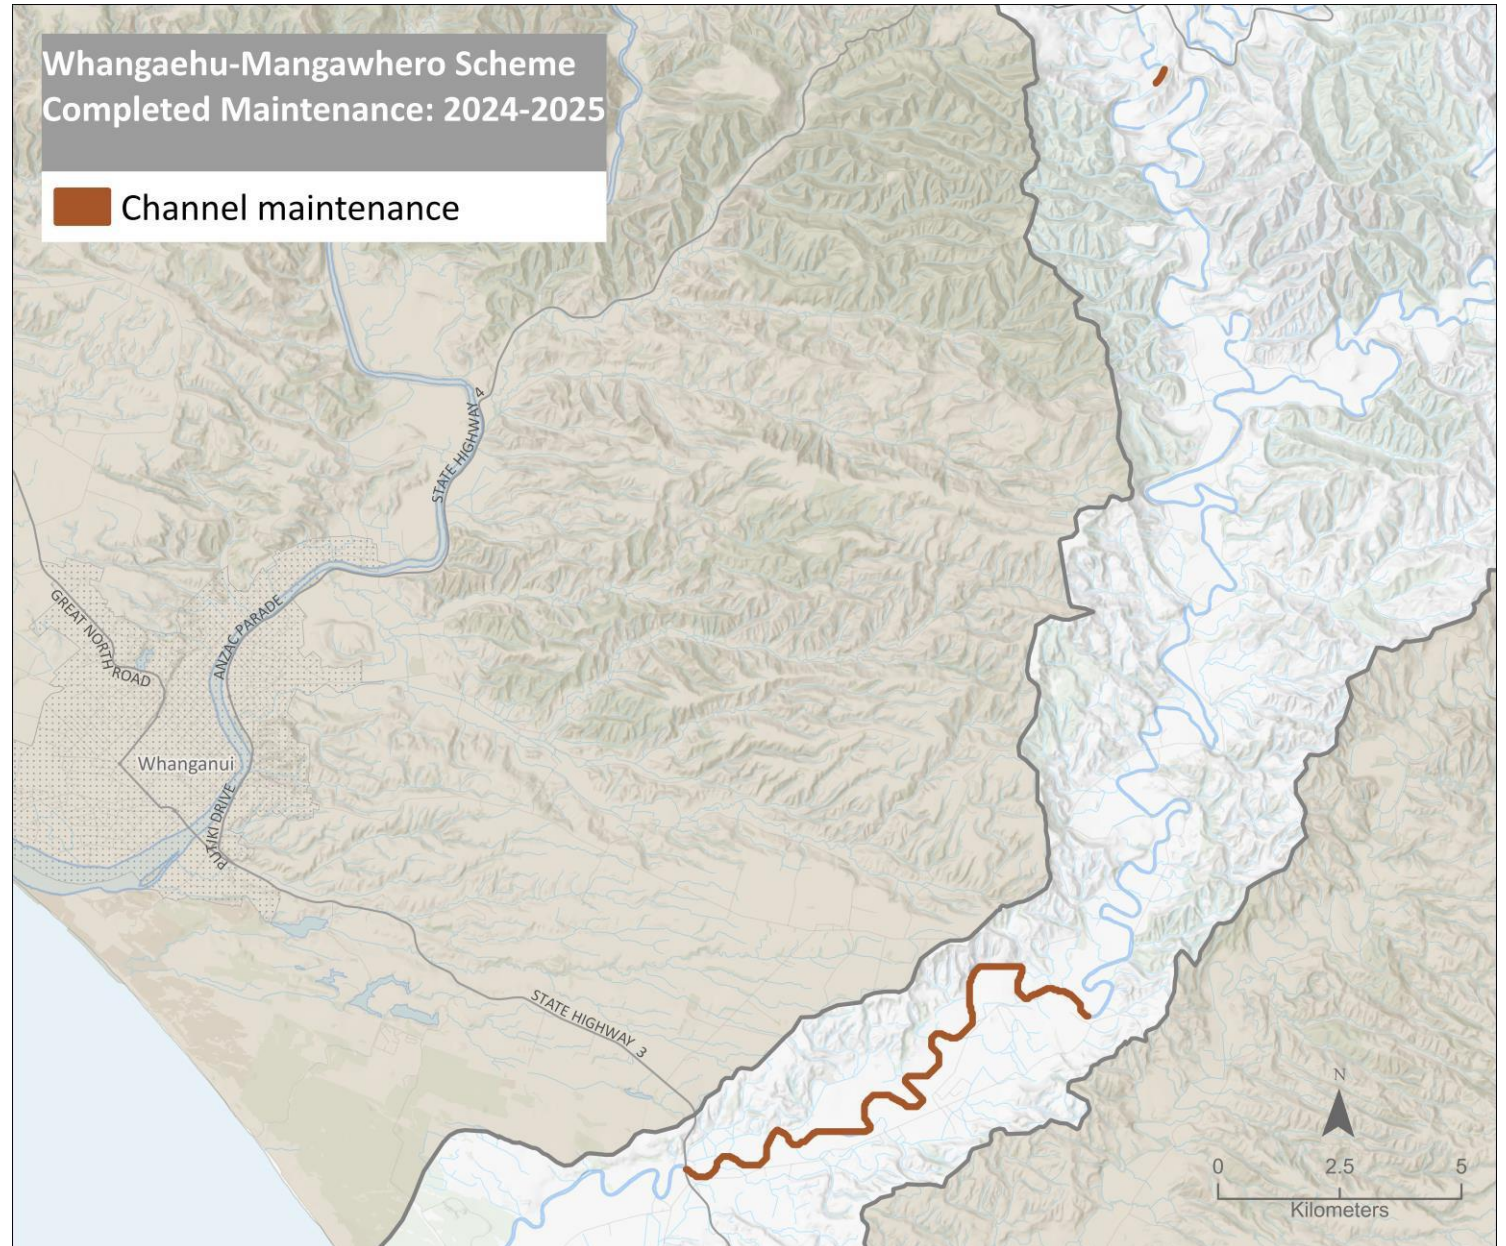 Whangaehu-Mangawhero Scheme
Completed Maintenance: 2024-2025
Channel maintenance
STATE HIGHWAY 4
GREAT NORTH ROAD
ANZAC PARADE
Whanganui
PUTIKI DRIVE
STATE HIGHWAY 3
N
0 2.5 5
Kilometers